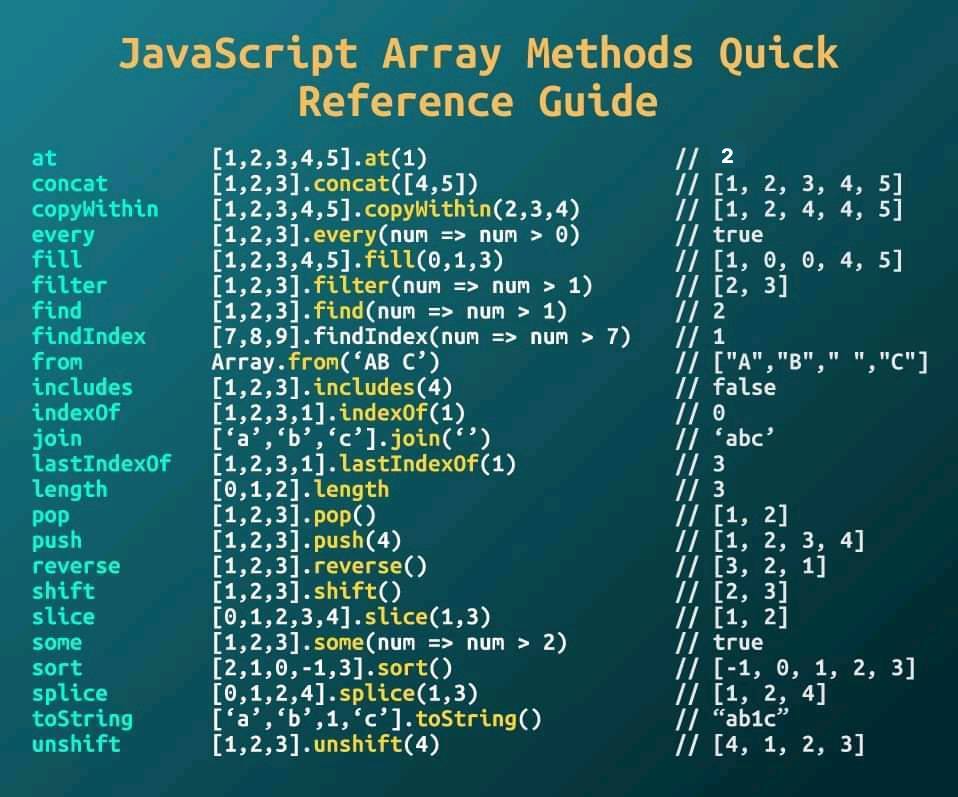 JavaScript Array Methods Quick
Reference Guide
at [1,2,3,4,5].at(1) // 2
concat [1,2,3].concat([4,5]) // [1, 2, 3, 4, 5]
copyWithin [1,2,3,4,5].copyWithin(2,3,4) // [1, 2, 4, 4, 5]
every [1,2,3].every(num => num > 0) // true
fill [1,2,3,4,5].fill(0,1,3) // [1, 0, 0, 4, 5]
filter [1,2,3].filter(num => num > 1) // [2, 3]
find [1,2,3].find(num => num > 1) // 2
findIndex [7,8,9].findIndex(num => num > 7) // 1
from Array.from(‘AB C’) // ["A","B"," ","C"]
includes [1,2,3].includes(4) // false
indexOf [1,2,3,1].indexOf(1) // 0
join [‘a’,‘b’,‘c’].join(‘’) // ‘abc’
lastIndexOf [1,2,3,1].lastIndexOf(1) // 3
length [0,1,2].length // 3
pop [1,2,3].pop() // [1, 2]
push [1,2,3].push(4) // [1, 2, 3, 4]
reverse [1,2,3].reverse() // [3, 2, 1]
shift [1,2,3].shift() // [2, 3]
slice [0,1,2,3,4].slice(1,3) // [1, 2]
some [1,2,3].some(num => num > 2) // true
sort [2,1,0,-1,3].sort() // [-1, 0, 1, 2, 3]
splice [0,1,2,4].splice(1,3) // [1, 2, 4]
toString [‘a’,‘b’,1,‘c’].toString() // “ab1c”
unshift [1,2,3].unshift(4) // [4, 1, 2, 3]